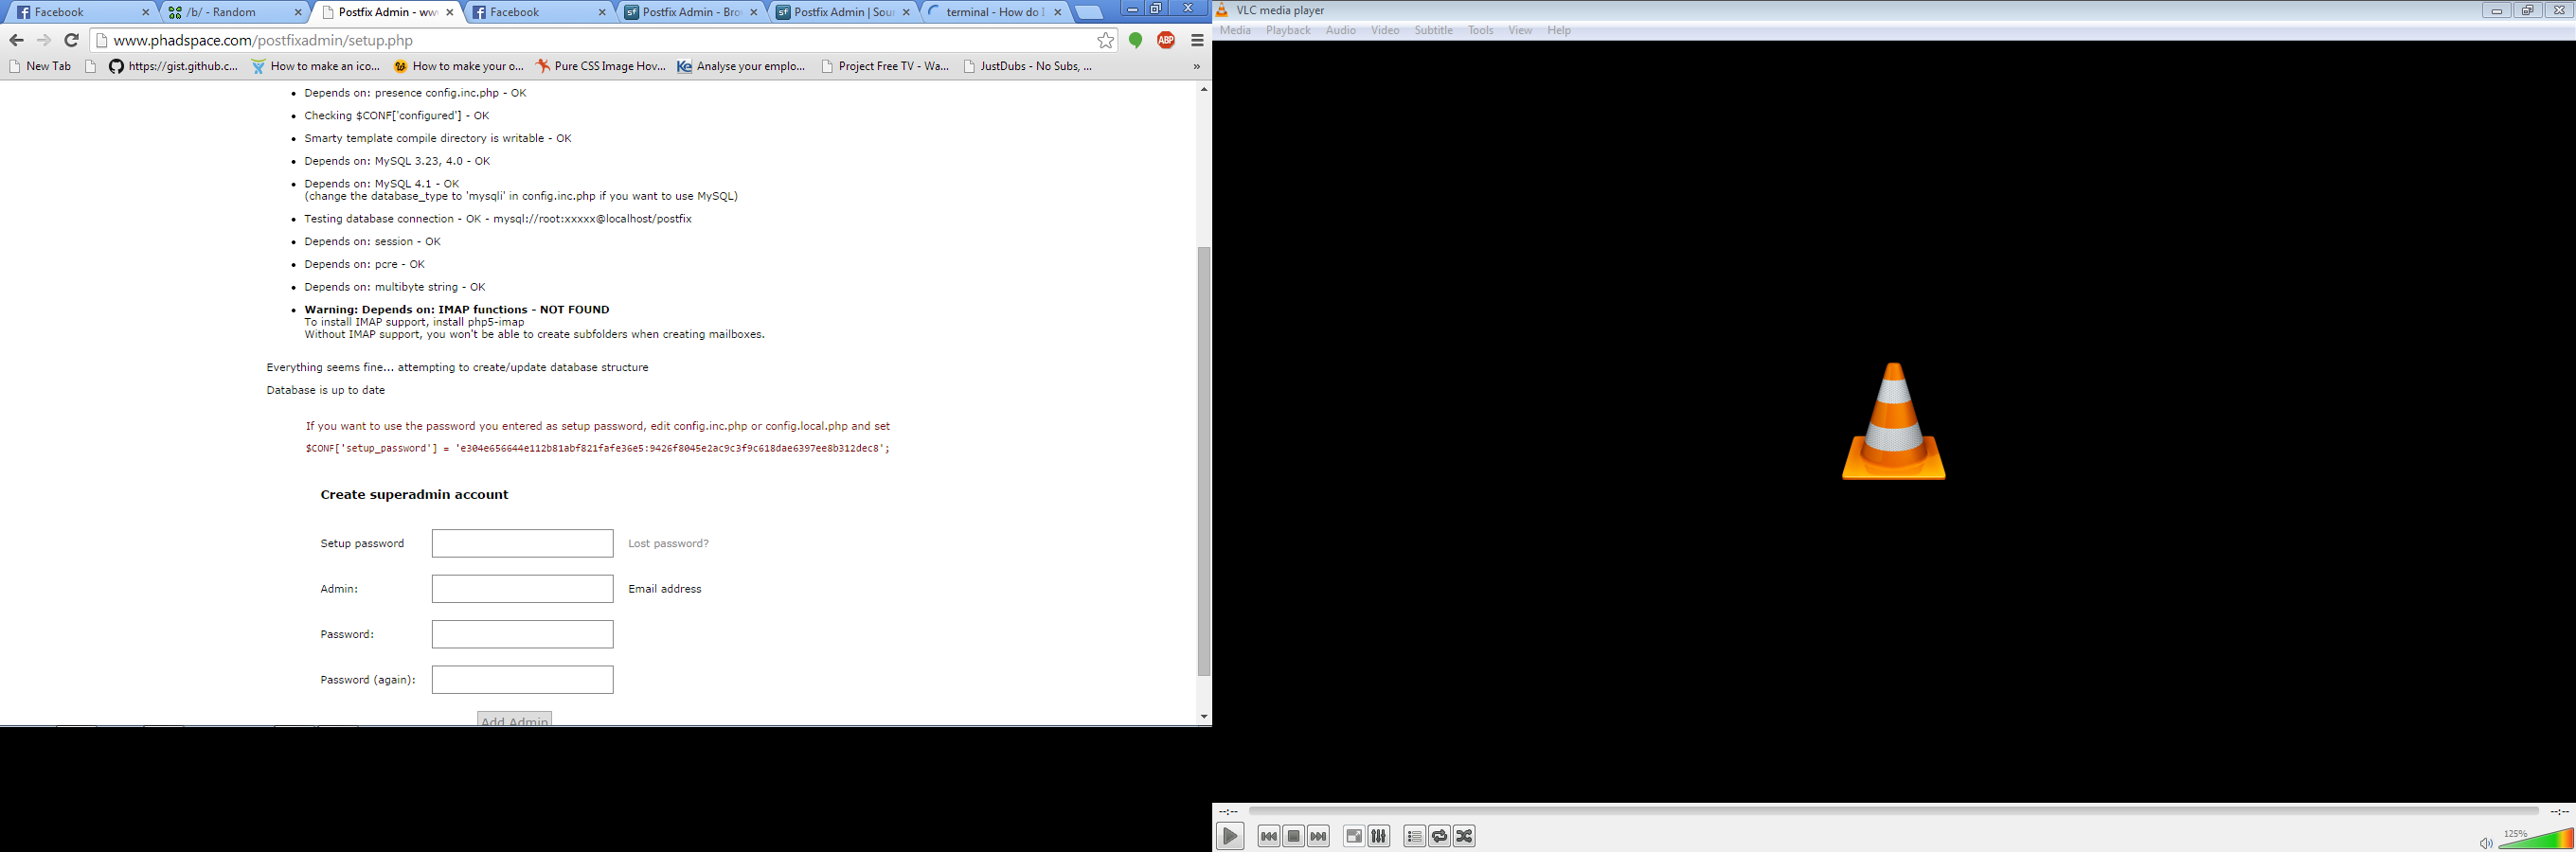 Facebook
/b/ - Random
Postfix Admin - ww
Facebook
Postfix Admin - Bro
Postfix Admin | Sour
terminal - How do I
www.phadspace.com/postfixadmin/setup.php
ABP
New Tab
https://gist.github.c...
How to make an ico...
How to make your o...
Pure CSS Image Hov...
Ke Analyse your emplo...
Project Free TV - Wa...
JustDubs - No Subs, ...
»
• Depends on: presence config.inc.php - OK
• Checking $CONF['configured'] - OK
• Smarty template compile directory is writable - OK
• Depends on: MySQL 3.23, 4.0 - OK
• Depends on: MySQL 4.1 - OK
(change the database_type to 'mysqli' in config.inc.php if you want to use MySQL)
• Testing database connection - OK - mysql://root:xxxxx@localhost/postfix
• Depends on: session - OK
• Depends on: pcre - OK
• Depends on: multibyte string - OK
• Warning: Depends on: IMAP functions - NOT FOUND
To install IMAP support, install php5-imap
Without IMAP support, you won't be able to create subfolders when creating mailboxes.
Everything seems fine... attempting to create/update database structure
Database is up to date
If you want to use the password you entered as setup password, edit config.inc.php or config.local.php and set
$CONF['setup_password'] = 'e304e656644e112b81abf821fafe36e5:9426f8045e2ac9c3f9c618dae6397ee8b312dec8';
Create superadmin account
Setup password
Lost password?
Admin:
Email address
Password:
Password (again):
Add Admin
VLC media player
Media Playback Audio Video Subtitle Tools View Help
--:--
--:--
125%